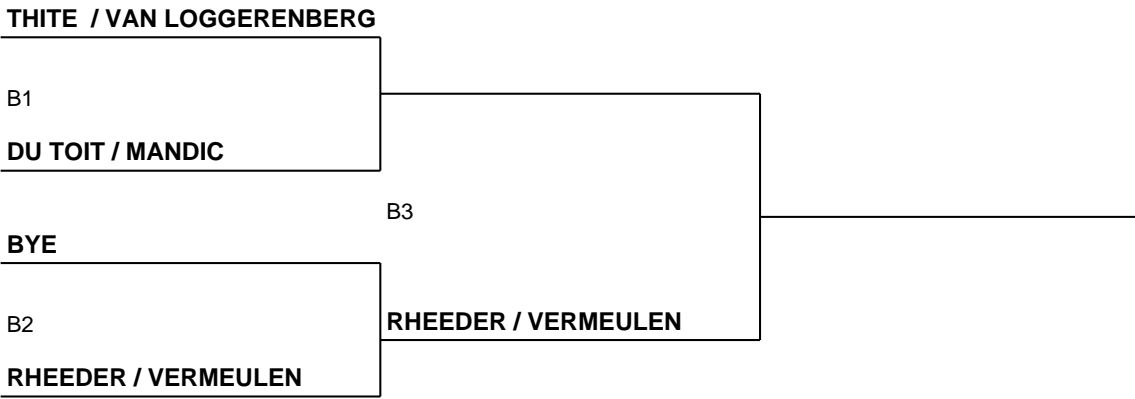 THITE / VAN LOGGERENBERG
B1
DU TOIT / MANDIC
B3
BYE
B2
RHEEDER / VERMEULEN
RHEEDER / VERMEULEN